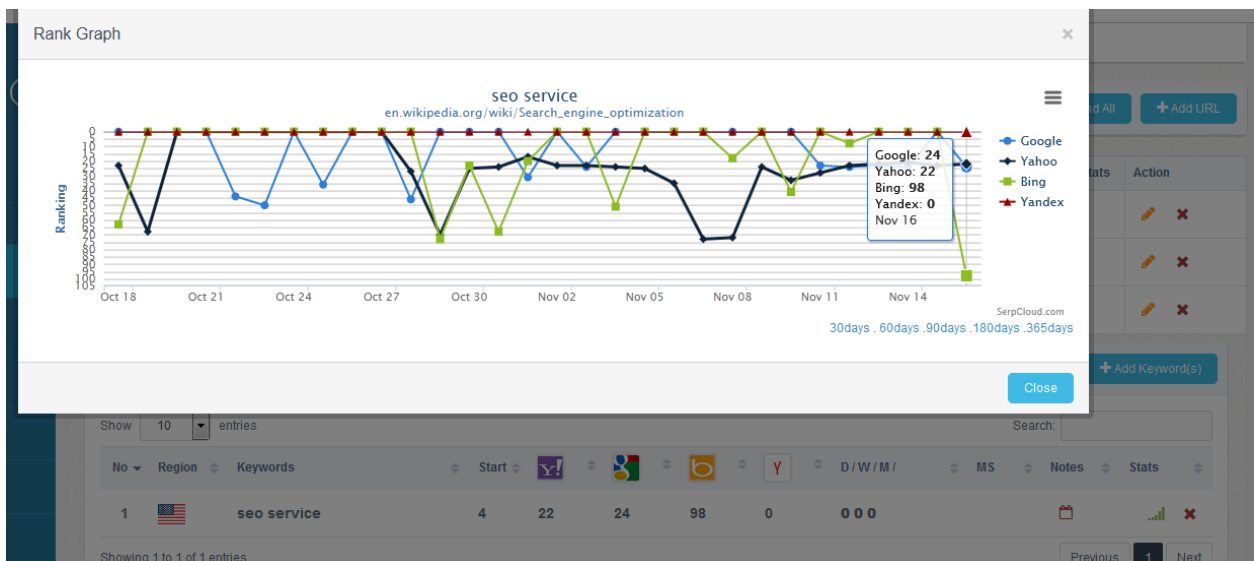 Rank Graph ×
seo service
en.wikipedia.org/wiki/Search_engine_optimization
Ranking
0
10
15
20
25
30
35
40
45
50
55
60
65
70
75
80
85
90
95
100
105
Oct 18 Oct 21 Oct 24 Oct 27 Oct 30 Nov 02 Nov 05 Nov 08 Nov 11 Nov 14
Google: 24
Yahoo: 22
Bing: 98
Yandex: 0
Nov 16
Google
Yahoo
Bing
Yandex
SerpCloud.com
30days . 60days .90days .180days .365days
Close
All
Add URL
Action
Add Keyword(s)
Show 10 entries Search:
No Region Keywords Start Y! 8 b Y D / W / M / MS Notes Stats
1 seo service 4 22 24 98 0 0 0 0
Showing 1 to 1 of 1 entries Previous 1 Next